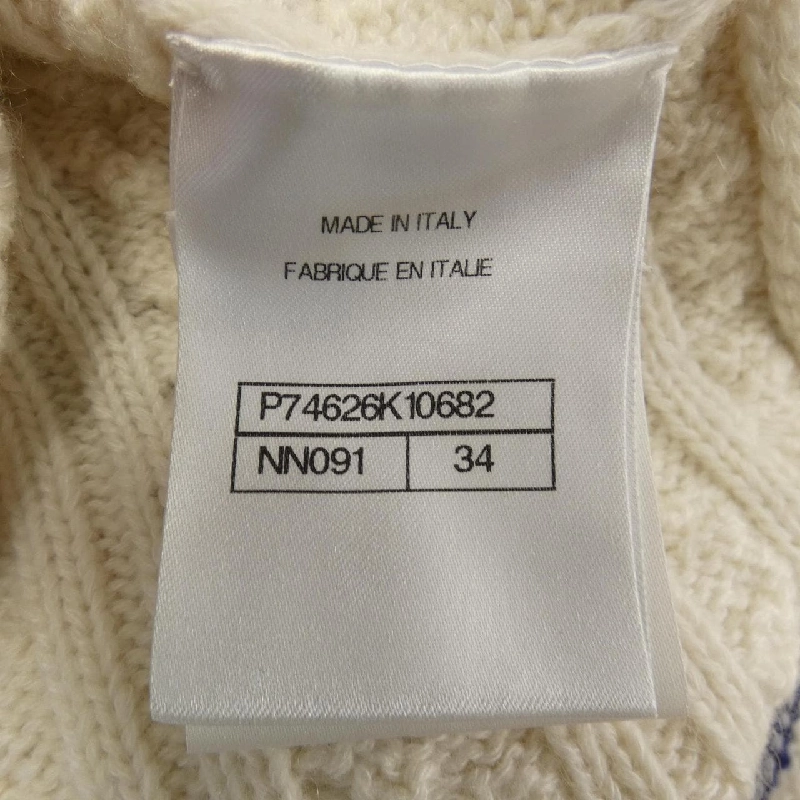 MADE IN ITALY
FABRIQUE EN ITALIE
P74626K10682
NN091 34